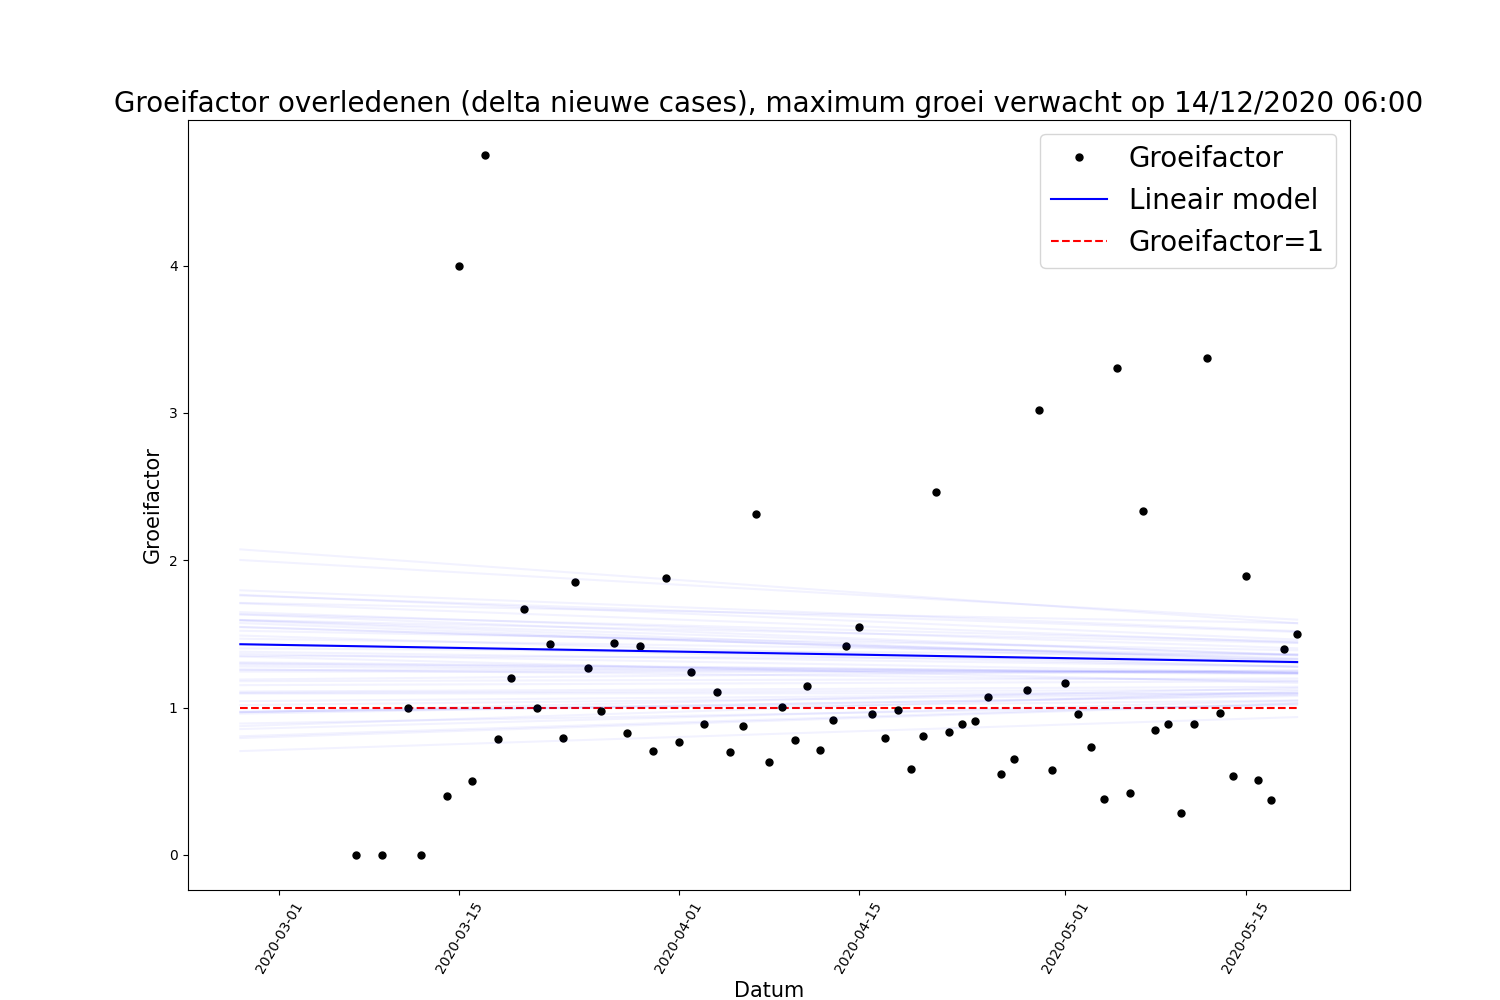 Groeifactor overledenen (delta nieuwe cases), maximum groei verwacht op 14/12/2020 06:00
Groeifactor
Lineair model
Groeifactor=1
4
3
2
1
0
Groeifactor
2020-03-01
2020-03-15
2020-04-01
2020-04-15
2020-05-01
2020-05-15
Datum